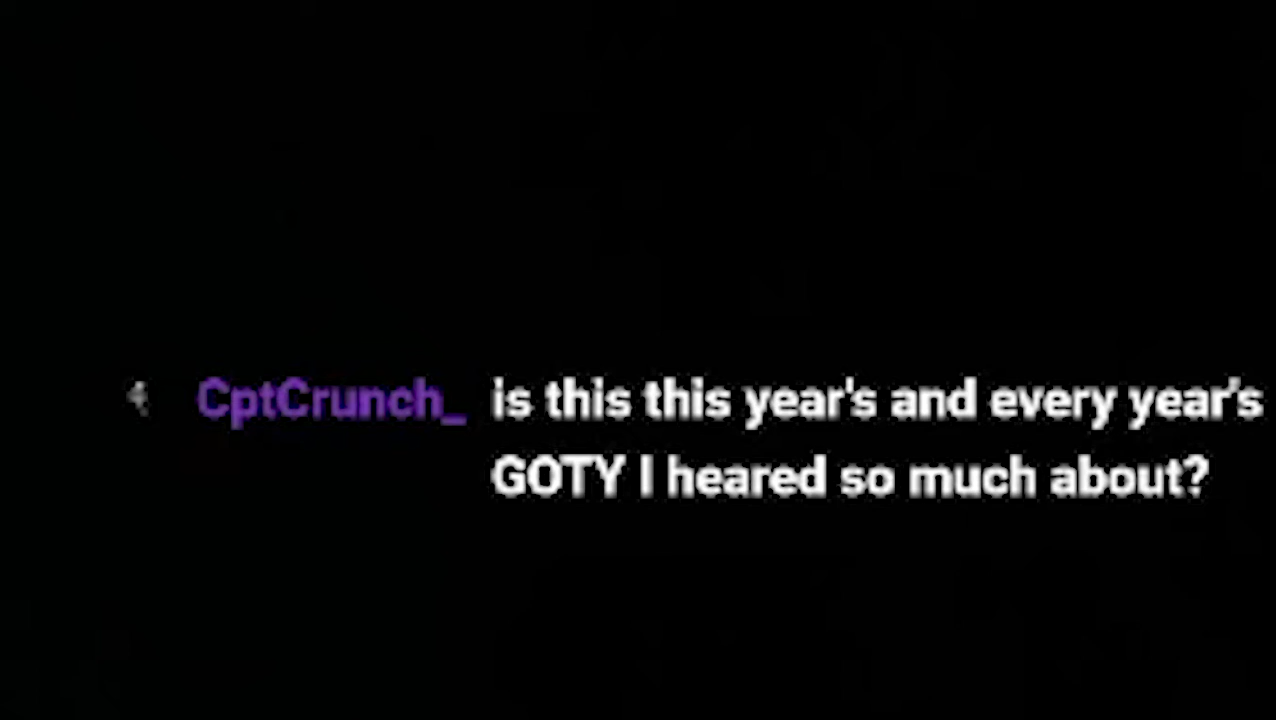 CptCrunch_ is this this year's and every year's
GOTY I heared so much about?